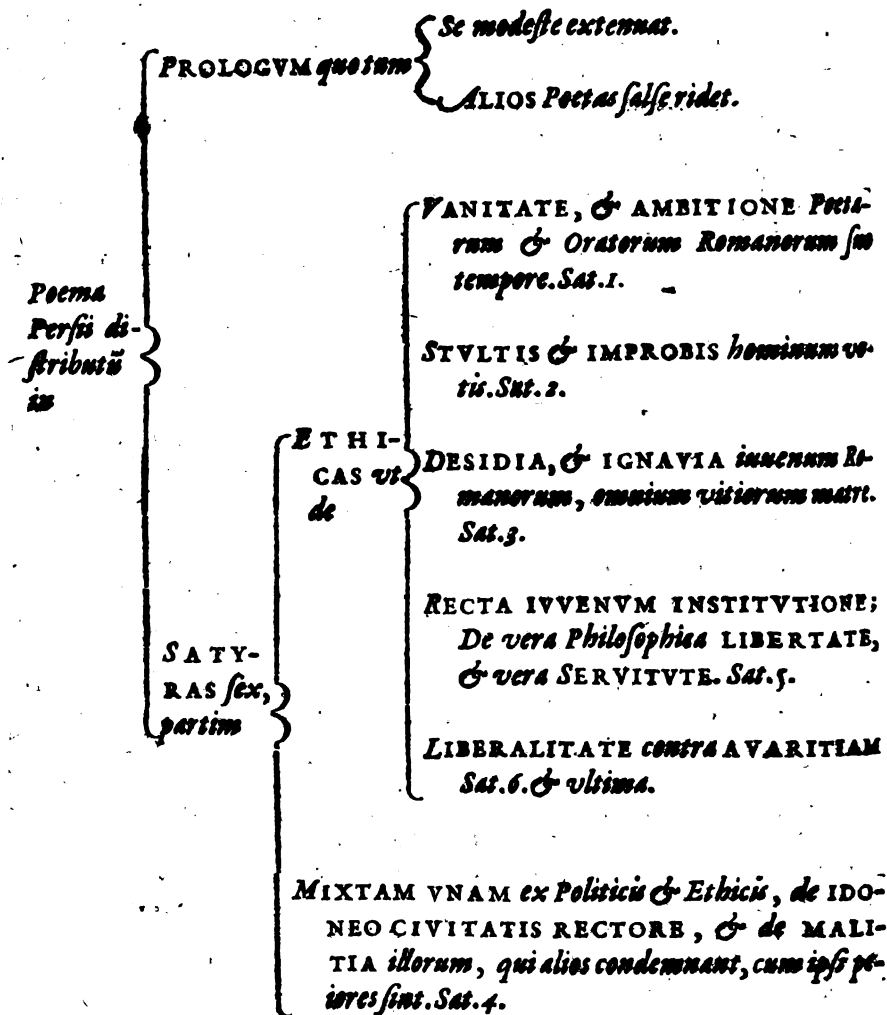 Se modeſte extenuat.
PROLOGVM quo tum
ALIOS Poetas falſe ridet.
VANITATE, & AMBITIONE Poeta-
rum & Oratorum Romanorum ſuo
tempore. Sat. 1.
Poema
Perſii di-
ſtributū
in
STVLTIS & IMPROBIS hominum vo-
tis. Sat. 2.
ETHI-
CAS vt
de
DESIDIA, & IGNAVIA iuuenum Ro-
manorum, omnium vitiorum matre.
Sat. 3.
RECTA IVVENVM INSTITVTIONE;
De vera Philoſophica LIBERTATE,
& vera SERVITVTE. Sat. 5.
SATY-
RAS ſex,
partim
LIBERALITATE contra AVARITIAM
Sat. 6. & vltima.
MIXTAM VNAM ex Politicis & Ethicis, de IDO-
NEO CIVITATIS RECTORE, & de MALI-
TIA illorum, qui alios condemnant, cum ipſi pe-
iores ſint. Sat. 4.